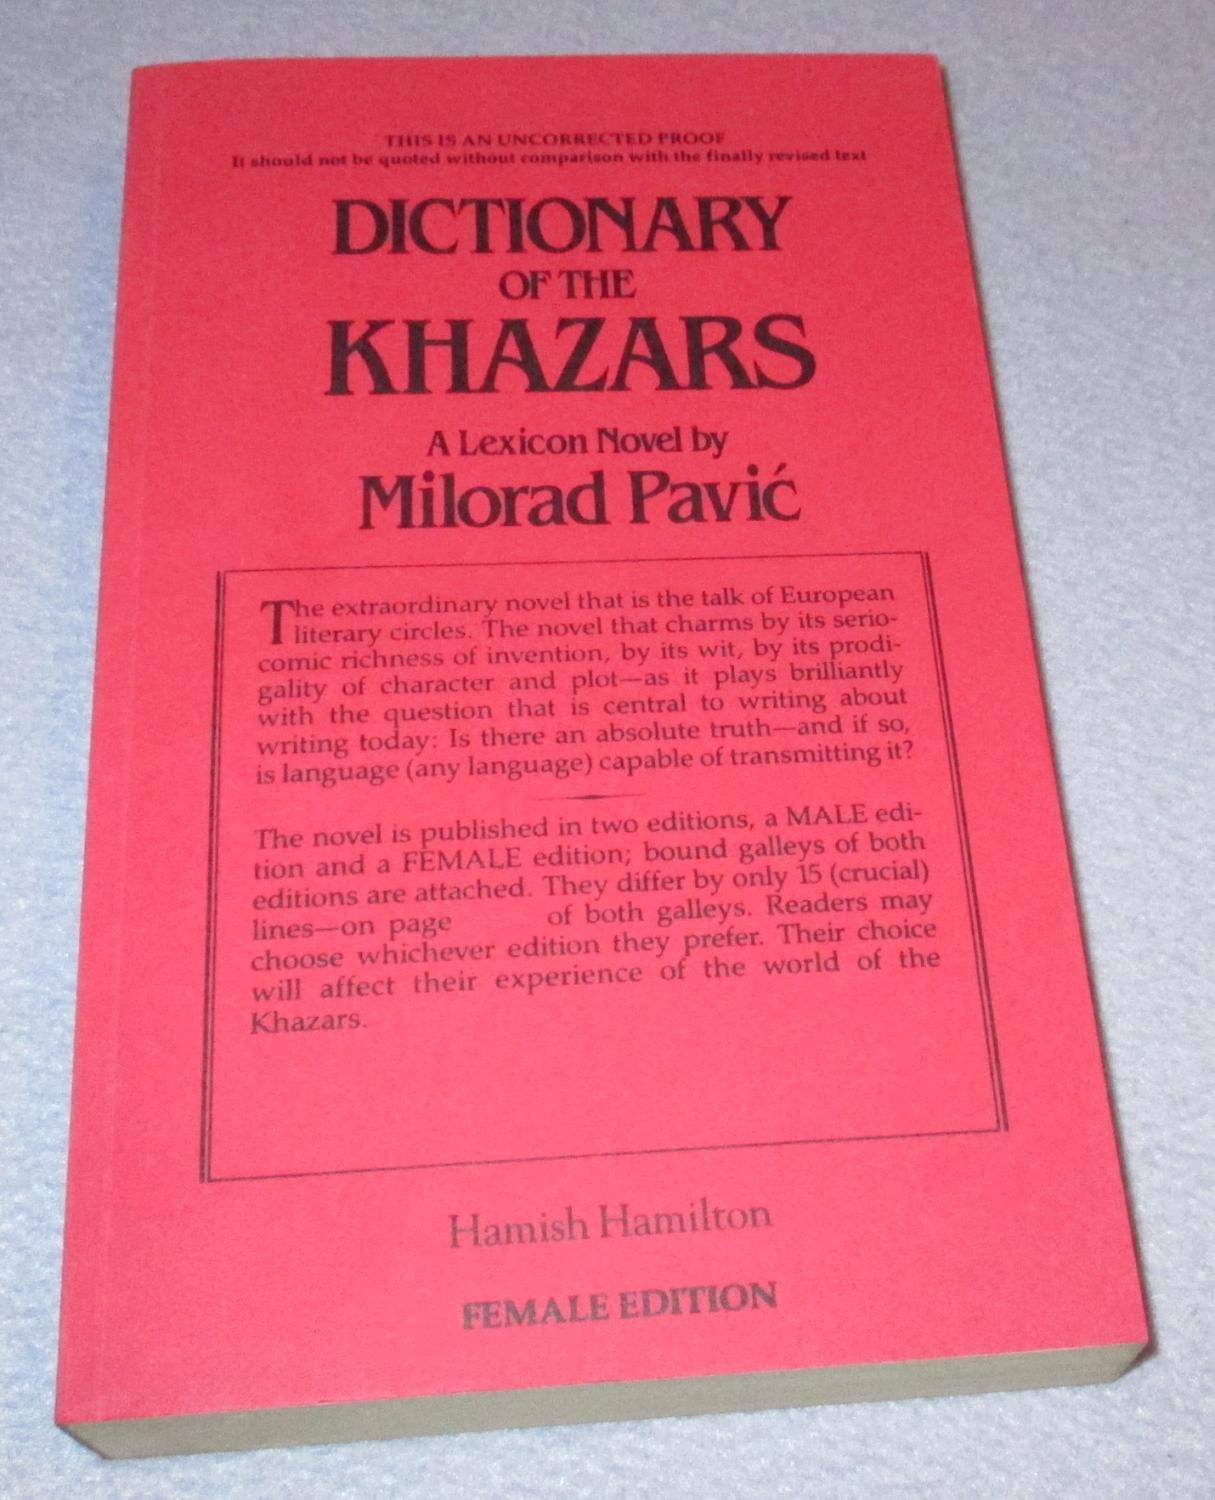 THIS IS AN UNCORRECTED PROOF
It should not be quoted without comparison with the finally revised text
DICTIONARY
OF THE
KHAZARS
A Lexicon Novel by
Milorad Pavić
The extraordinary novel that is the talk of European
literary circles. The novel that charms by its serio-
comic richness of invention, by its wit, by its prodi-
gality of character and plot—as it plays brilliantly
with the question that is central to writing about
writing today: Is there an absolute truth—and if so,
is language (any language) capable of transmitting it?
The novel is published in two editions, a MALE edi-
tion and a FEMALE edition; bound galleys of both
editions are attached. They differ by only 15 (crucial)
lines—on page of both galleys. Readers may
choose whichever edition they prefer. Their choice
will affect their experience of the world of the
Khazars.
Hamish Hamilton
FEMALE EDITION